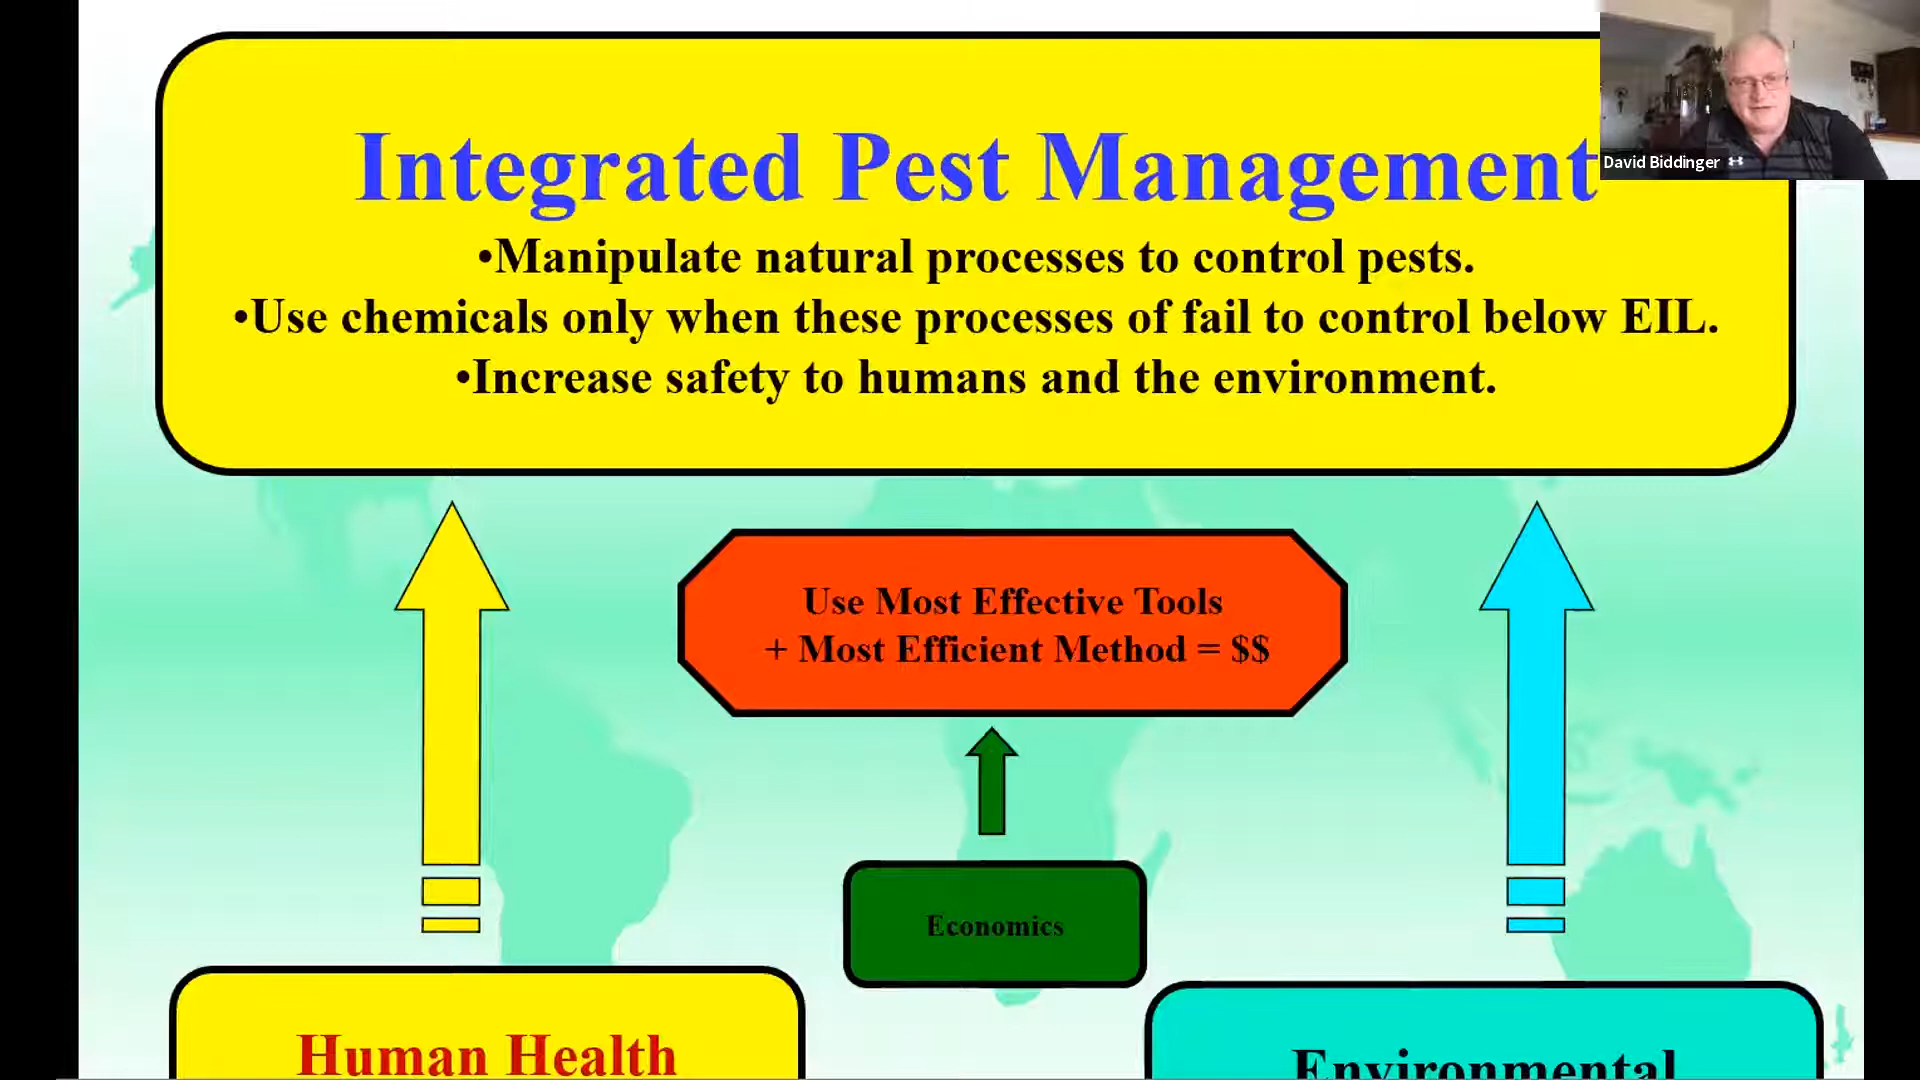 Integrated Pest Management
•Manipulate natural processes to control pests.
•Use chemicals only when these processes of fail to control below EIL.
•Increase safety to humans and the environment.
David Biddinger
Use Most Effective Tools
+ Most Efficient Method = $$
Economics
Human Health
Environmental